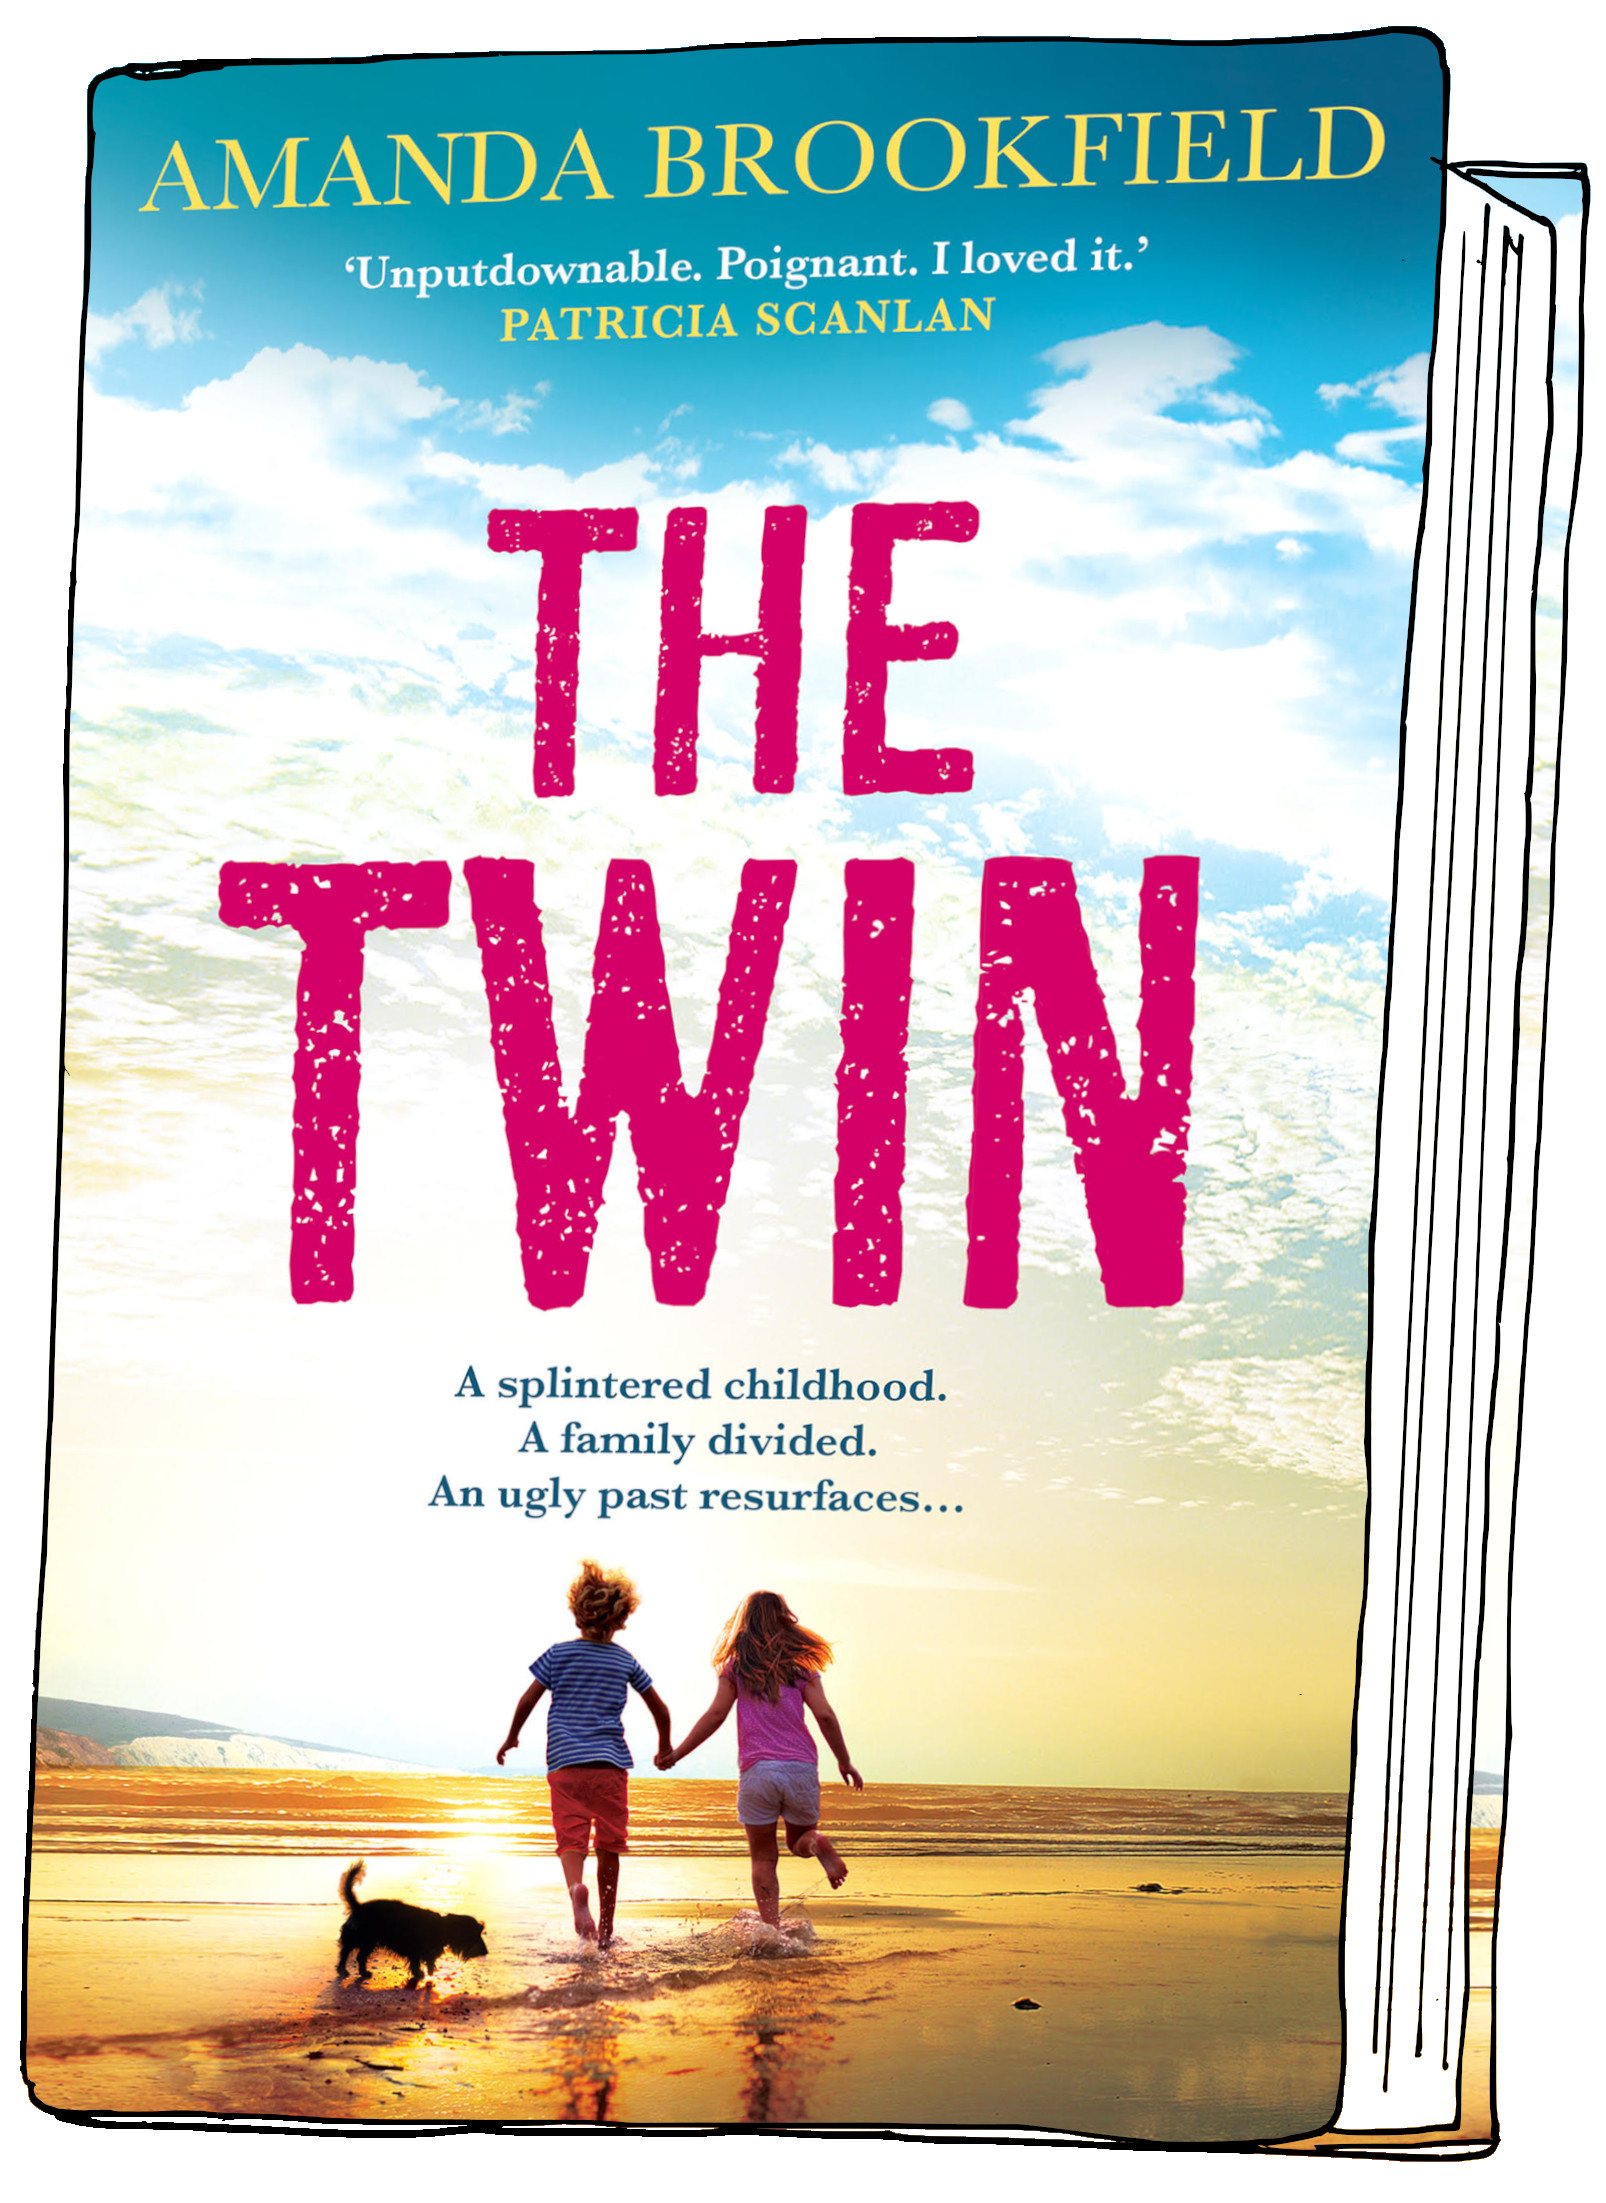 AMANDA BROOKFIELD
‘Unputdownable. Poignant. I loved it.’
PATRICIA SCANLAN
THE
TWIN
A splintered childhood.
A family divided.
An ugly past resurfaces…